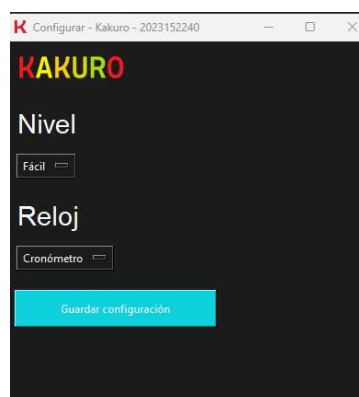 K Configurar - Kakuro - 2023152240
KAKURO
Nivel
Fácil
Reloj
Cronómetro
Guardar configuración